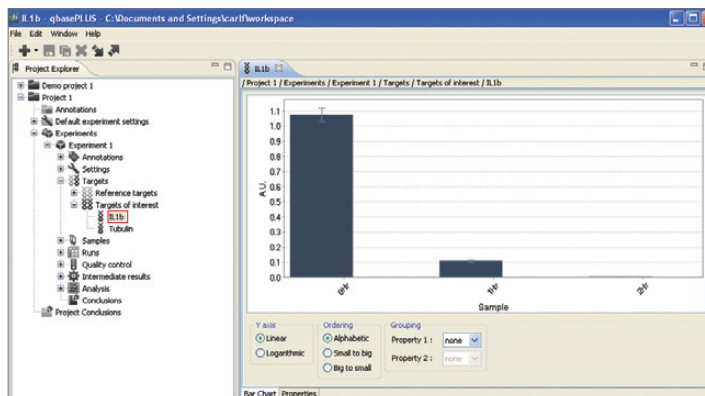 IL1b - qbasePLUS - C:\Documents and Settings\carlf\workspace
File Edit Window Help
Project Explorer
Demo project 1
Project 1
Annotations
Default experiment settings
Experiments
Experiment 1
Annotations
Settings
Targets
Reference targets
Targets of interest
IL1b
Tubulin
Samples
Runs
Quality control
Intermediate results
Analysis
Conclusions
Project Conclusions
IL1b
/ Project 1 / Experiments / Experiment 1 / Targets / Targets of interest / IL1b
1.1
1.0
0.9
0.8
0.7
0.6
0.5
0.4
0.3
0.2
0.1
0.0
A.U.
6Hr
1Hr
2Hr
Sample
Y axis
Linear
Logarithmic
Ordering
Alphabetic
Small to big
Big to small
Grouping
Property 1 : none
Property 2 : none
Bar Chart Properties